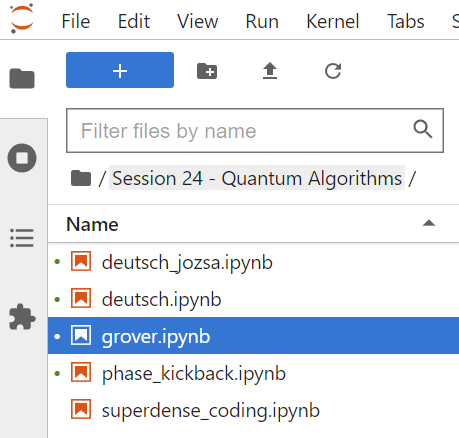 File Edit View Run Kernel Tabs S
Filter files by name
/ Session 24 - Quantum Algorithms /
Name
deutsch_jozsa.ipynb
deutsch.ipynb
grover.ipynb
phase_kickback.ipynb
superdense_coding.ipynb